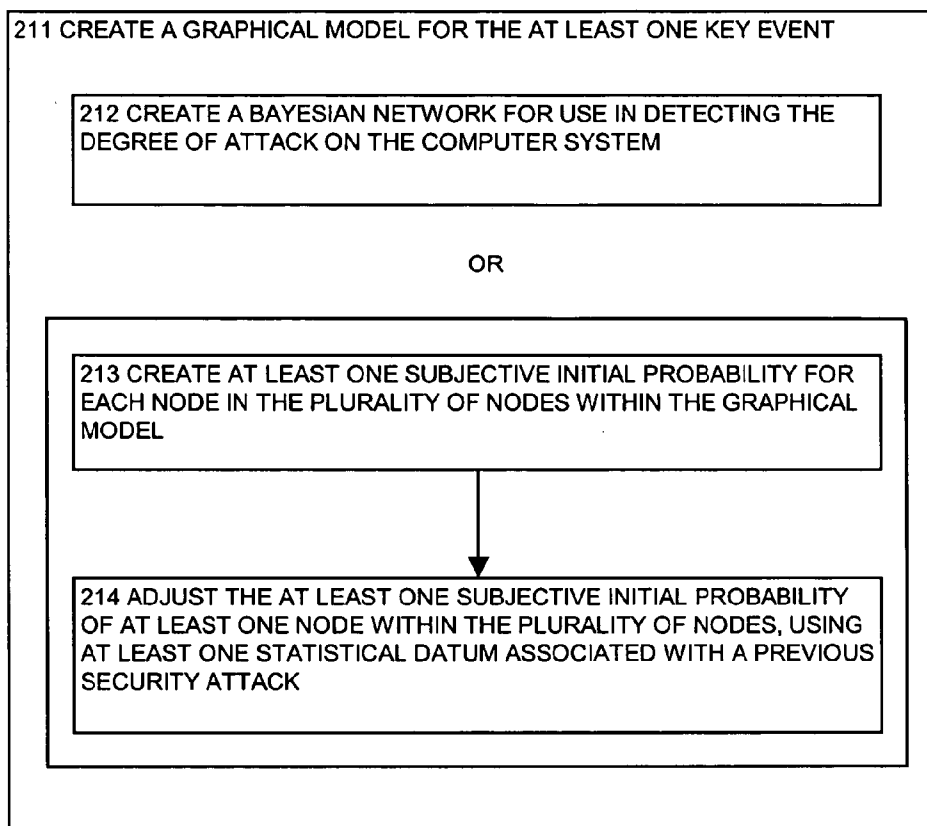 211 CREATE A GRAPHICAL MODEL FOR THE AT LEAST ONE KEY EVENT
212 CREATE A BAYESIAN NETWORK FOR USE IN DETECTING THE
DEGREE OF ATTACK ON THE COMPUTER SYSTEM
OR
213 CREATE AT LEAST ONE SUBJECTIVE INITIAL PROBABILITY FOR
EACH NODE IN THE PLURALITY OF NODES WITHIN THE GRAPHICAL
MODEL
214 ADJUST THE AT LEAST ONE SUBJECTIVE INITIAL PROBABILITY
OF AT LEAST ONE NODE WITHIN THE PLURALITY OF NODES, USING
AT LEAST ONE STATISTICAL DATUM ASSOCIATED WITH A PREVIOUS
SECURITY ATTACK